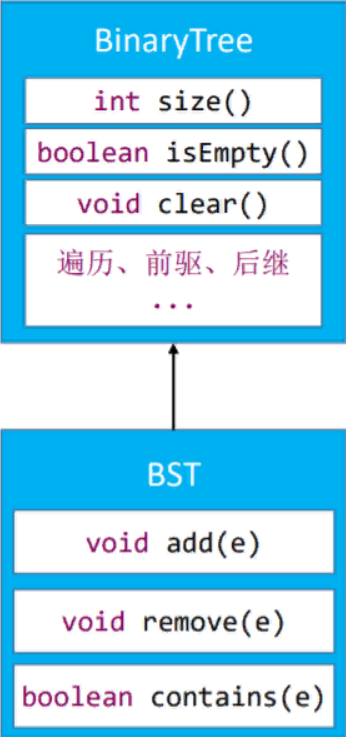 BinaryTree
int size()
boolean isEmpty()
void clear()
遍历、前驱、后继
...
BST
void add(e)
void remove(e)
boolean contains(e)